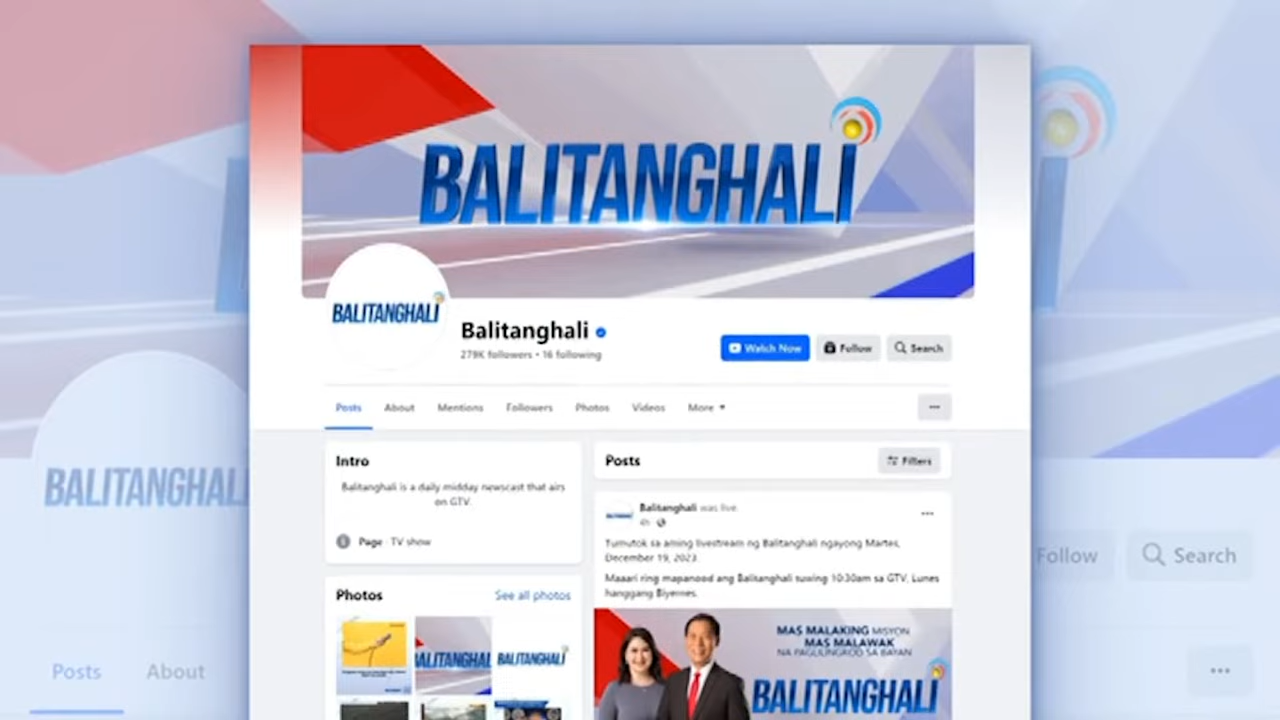 BALITANGHALI
BALITANGHALI
Balitanghali
279K followers • 16 following
Watch Now
Follow
Search
Posts
About
Mentions
Followers
Photos
Videos
More
Intro
Balitanghali is a daily midday newscast that airs
on GTV.
Page · TV show
Photos
See all photos
BALITANGHALI
BALITANGHALI
Posts
Filters
Balitanghali was live.
4h
Tumutok sa aming livestream ng Balitanghali ngayong Martes,
December 19, 2023.
Maaari ring mapanood ang Balitanghali tuwing 10:30am sa GTV, Lunes
hanggang Biyernes.
MAS MALAKING MISYON
MAS MALAWAK
NA PAGLILINGKOD SA BAYAN
BALITANGHALI
BALITANGHALI
Posts
About
Follow
Search